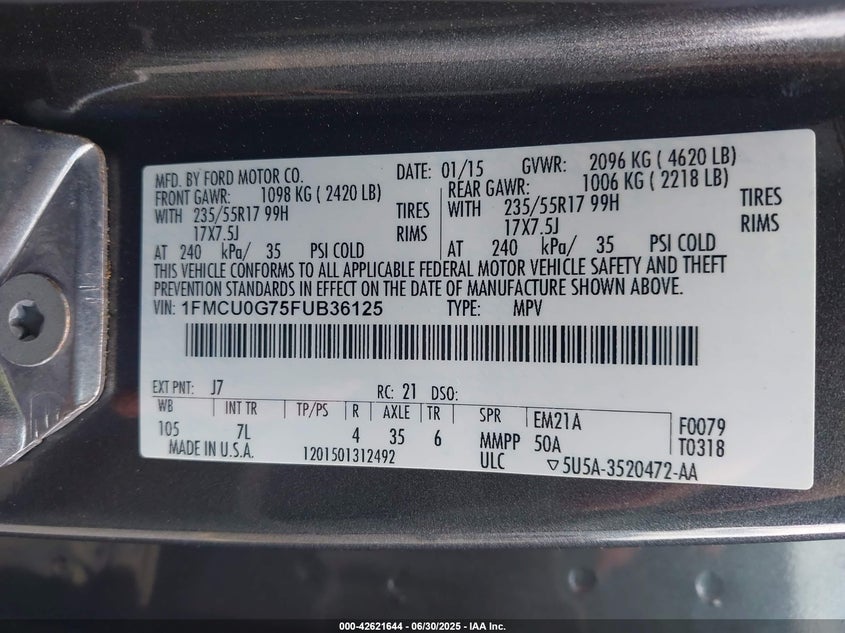 MFD. BY FORD MOTOR CO. DATE: 01/15 GVWR: 2096 KG ( 4620 LB)
FRONT GAWR: 1098 KG ( 2420 LB) REAR GAWR: 1006 KG ( 2218 LB)
WITH 235/55R17 99H TIRES WITH 235/55R17 99H TIRES
17X7.5J RIMS 17X7.5J RIMS
AT 240 kPa/ 35 PSI COLD AT 240 kPa/ 35 PSI COLD
THIS VEHICLE CONFORMS TO ALL APPLICABLE FEDERAL MOTOR VEHICLE SAFETY AND THEFT
PREVENTION STANDARDS IN EFFECT ON THE DATE OF MANUFACTURE SHOWN ABOVE.
VIN: 1FMCU0G75FUB36125 TYPE: MPV
EXT PNT: J7 RC: 21 DSO:
WB INT TR TP/PS R AXLE TR SPR EM21A F0079
105 7L 4 35 6 MMPP 50A T0318
MADE IN U.S.A. 1201501312492 ULC ▽5U5A-3520472-AA
000-42621644 - 06/30/2025 - IAA Inc.